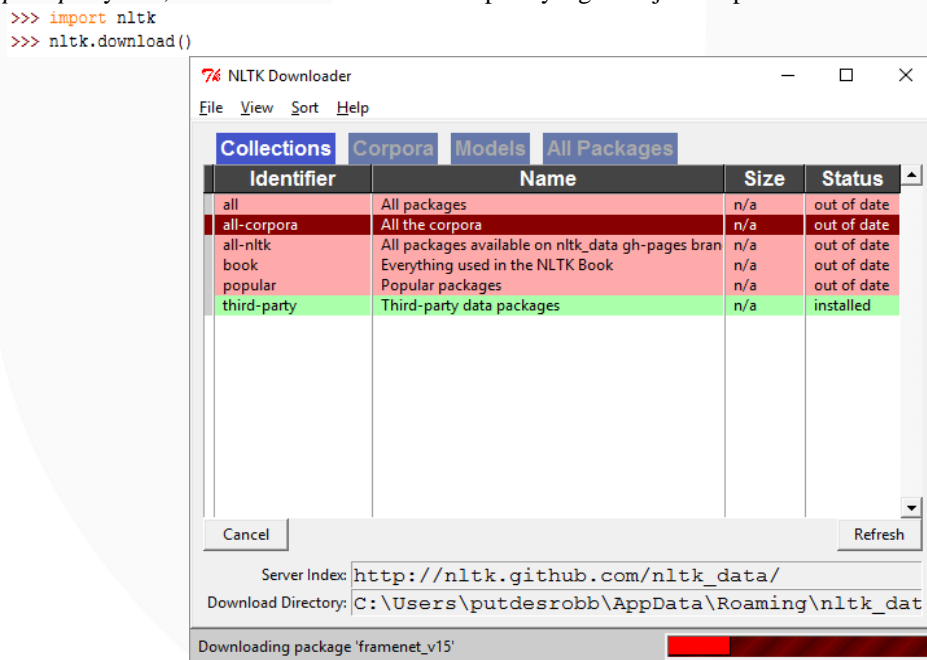 >>> import nltk
>>> nltk.download()
NLTK Downloader
File View Sort Help
Collections Corpora Models All Packages
Identifier Name Size Status
all All packages n/a out of date
all-corpora All the corpora n/a out of date
all-nltk All packages available on nltk_data gh-pages bran n/a out of date
book Everything used in the NLTK Book n/a out of date
popular Popular packages n/a out of date
third-party Third-party data packages n/a installed
Cancel Refresh
Server Index: http://nltk.github.com/nltk_data/
Download Directory: C:\Users\putdesrobb\AppData\Roaming\nltk_dat
Downloading package 'framenet_v15'